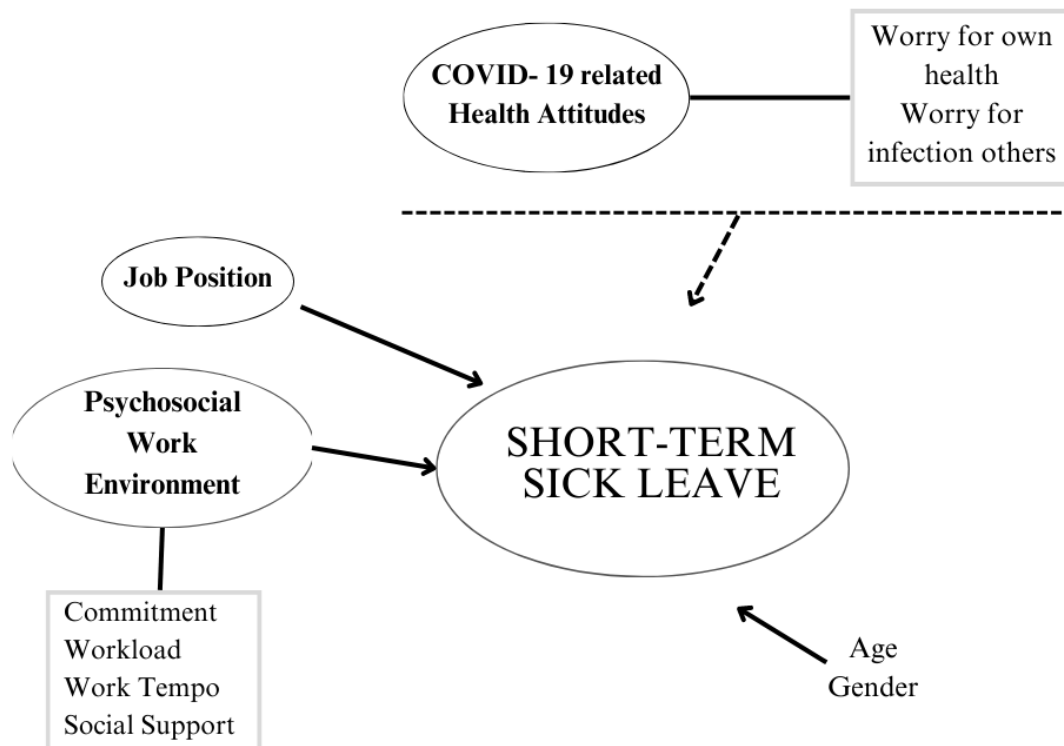 COVID- 19 related
Health Attitudes
Worry for own
health
Worry for
infection others
Job Position
Psychosocial
Work
Environment
SHORT-TERM
SICK LEAVE
Commitment
Workload
Work Tempo
Social Support
Age
Gender